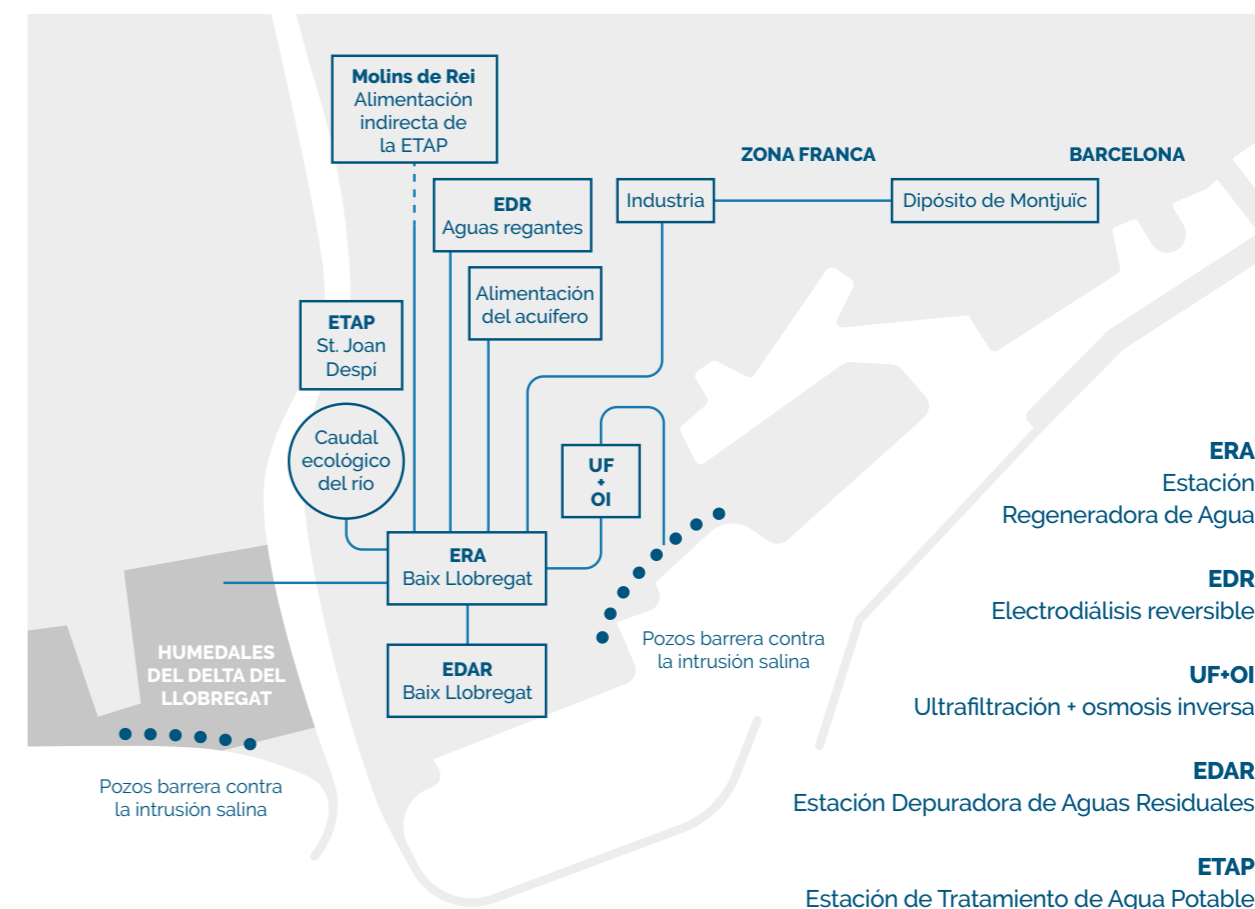 Molins de Rei
Alimentación
indirecta de
la ETAP
ZONA FRANCA
BARCELONA
EDR
Aguas regantes
Industria
Dipósito de Montjuïc
Alimentación
del acuífero
ETAP
St. Joan
Despí
Caudal
ecológico
del río
UF
+
OI
ERA
Baix Llobregat
EDAR
Baix Llobregat
HUMEDALES
DEL DELTA DEL
LLOBREGAT
Pozos barrera contra
la intrusión salina
Pozos barrera contra
la intrusión salina
ERA
Estación
Regeneradora de Agua
EDR
Electrodiálisis reversible
UF+OI
Ultrafiltración + osmosis inversa
EDAR
Estación Depuradora de Aguas Residuales
ETAP
Estación de Tratamiento de Agua Potable